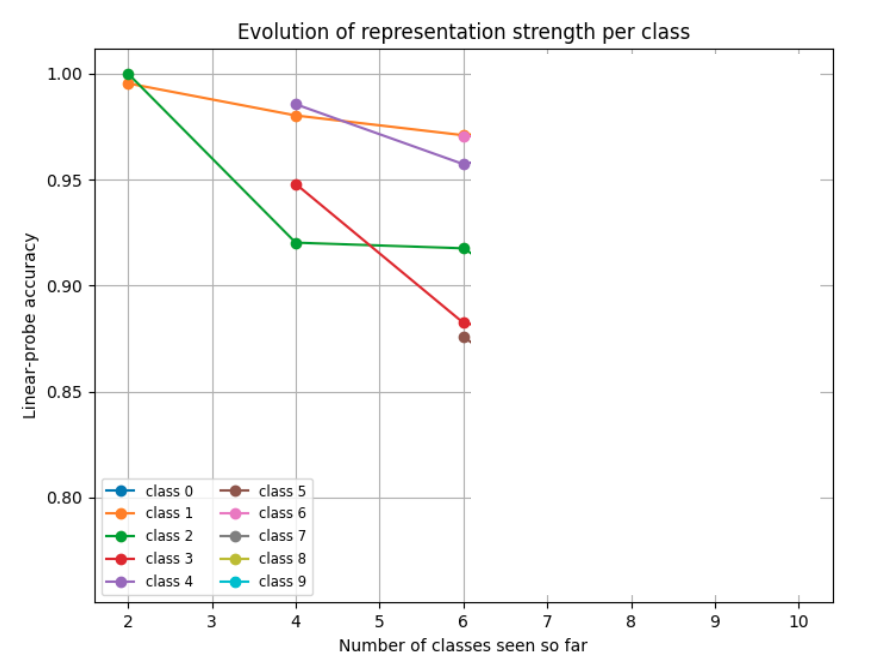 Evolution of representation strength per class
Linear-probe accuracy
1.00
0.95
0.90
0.85
0.80
class 0
class 1
class 2
class 3
class 4
class 5
class 6
class 7
class 8
class 9
2 3 4 5 6 7 8 9 10
Number of classes seen so far